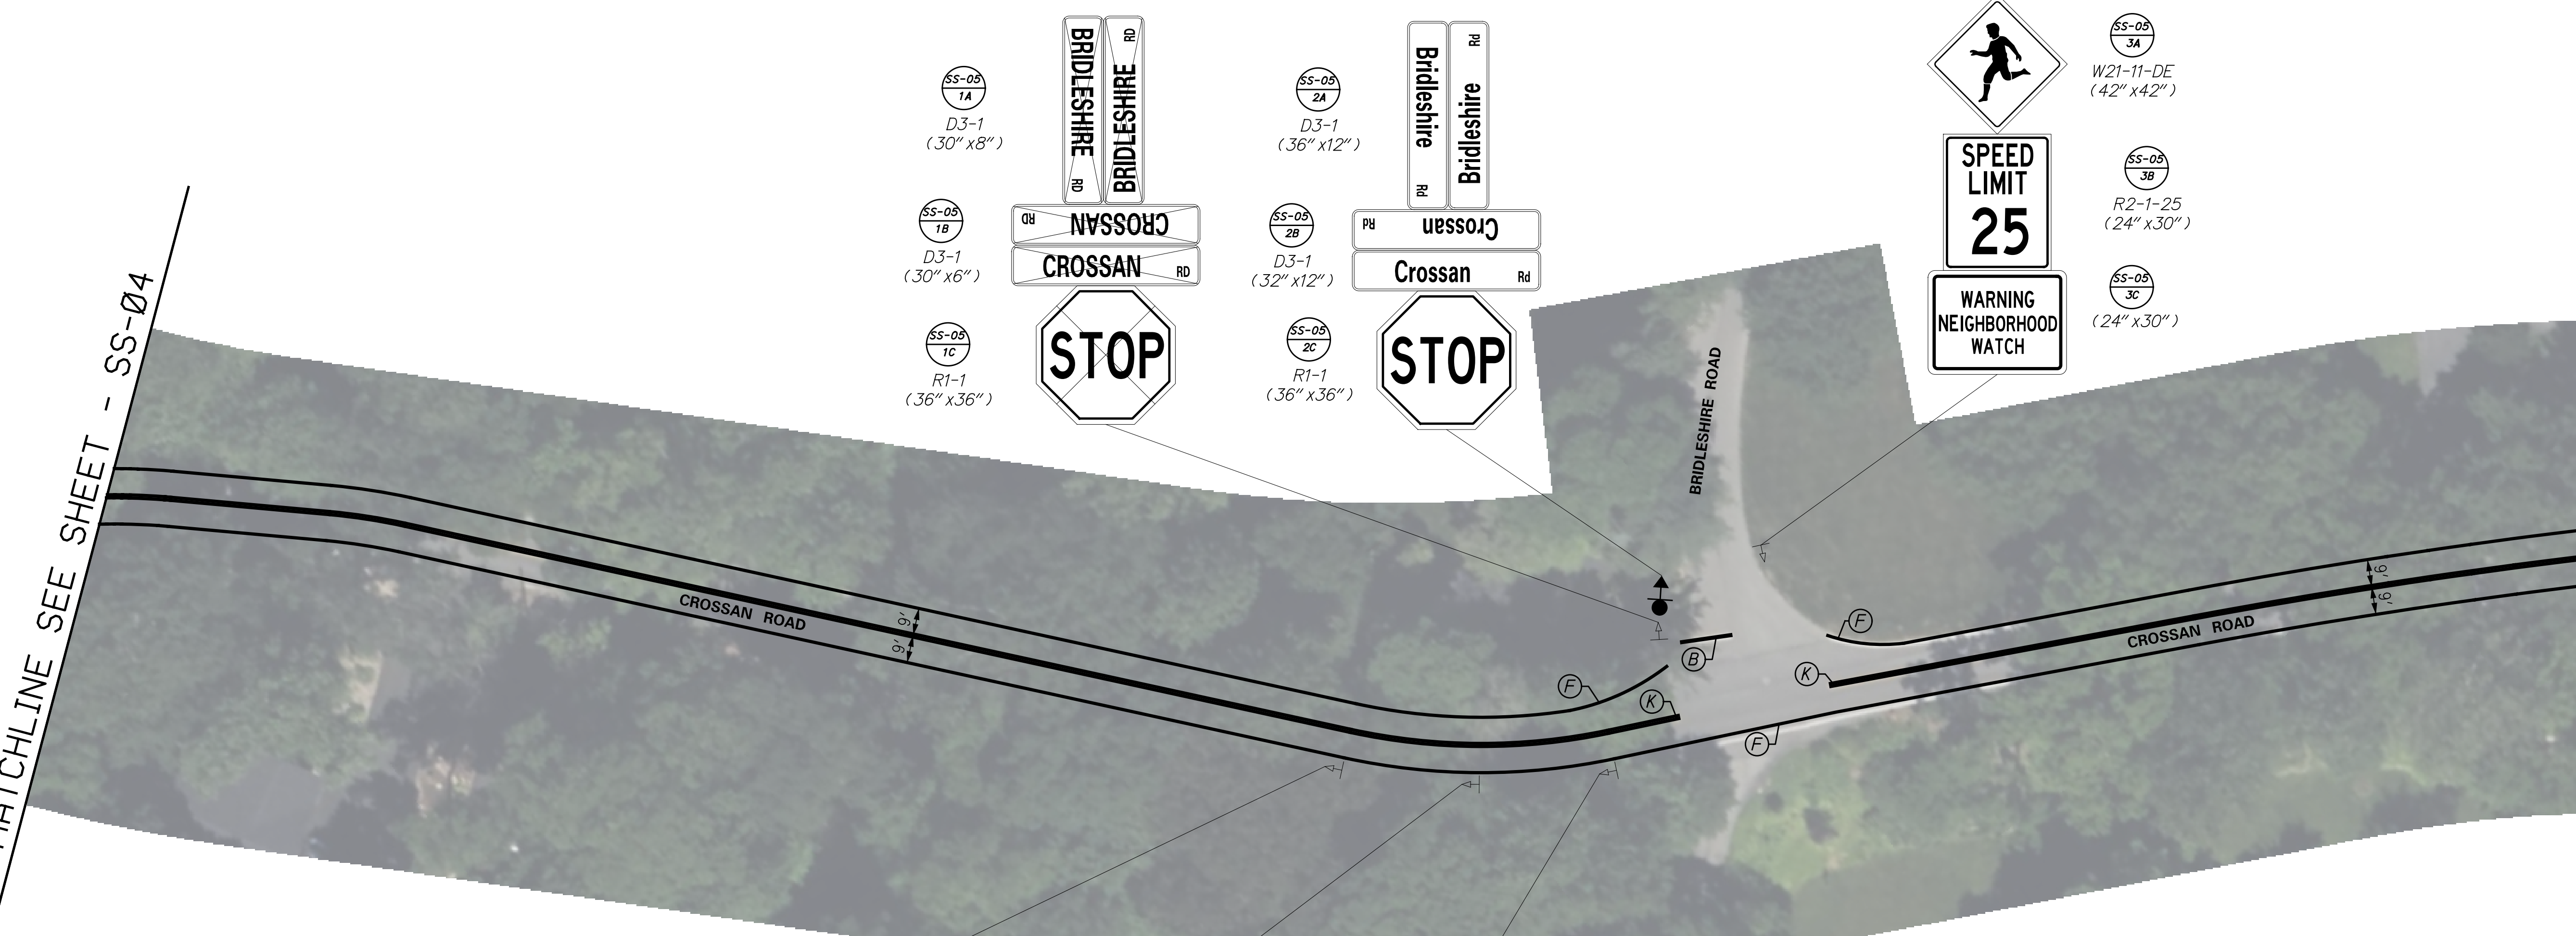 SS-05
1A
D3-1
(30"x8")
SS-05
1B
D3-1
(30"x6")
SS-05
1C
R1-1
(36"x36")
BRIDLESHIRE RD
BRIDLESHIRE RD
CROSSAN RD
CROSSAN RD
STOP
SS-05
2A
D3-1
(36"x12")
SS-05
2B
D3-1
(32"x12")
SS-05
2C
R1-1
(36"x36")
Bridleshire Rd
Bridleshire Rd
Crossan Rd
Crossan Rd
STOP
SPEED
LIMIT
25
WARNING
NEIGHBORHOOD
WATCH
SS-05
3A
W21-11-DE
(42"x42")
SS-05
3B
R2-1-25
(24"x30")
SS-05
3C
(24"x30")
MATCHLINE SEE SHEET - SS-04
BRIDLESHIRE ROAD
CROSSAN ROAD
9'
9'
F
K
B
F
K
F
CROSSAN ROAD
9'
9'